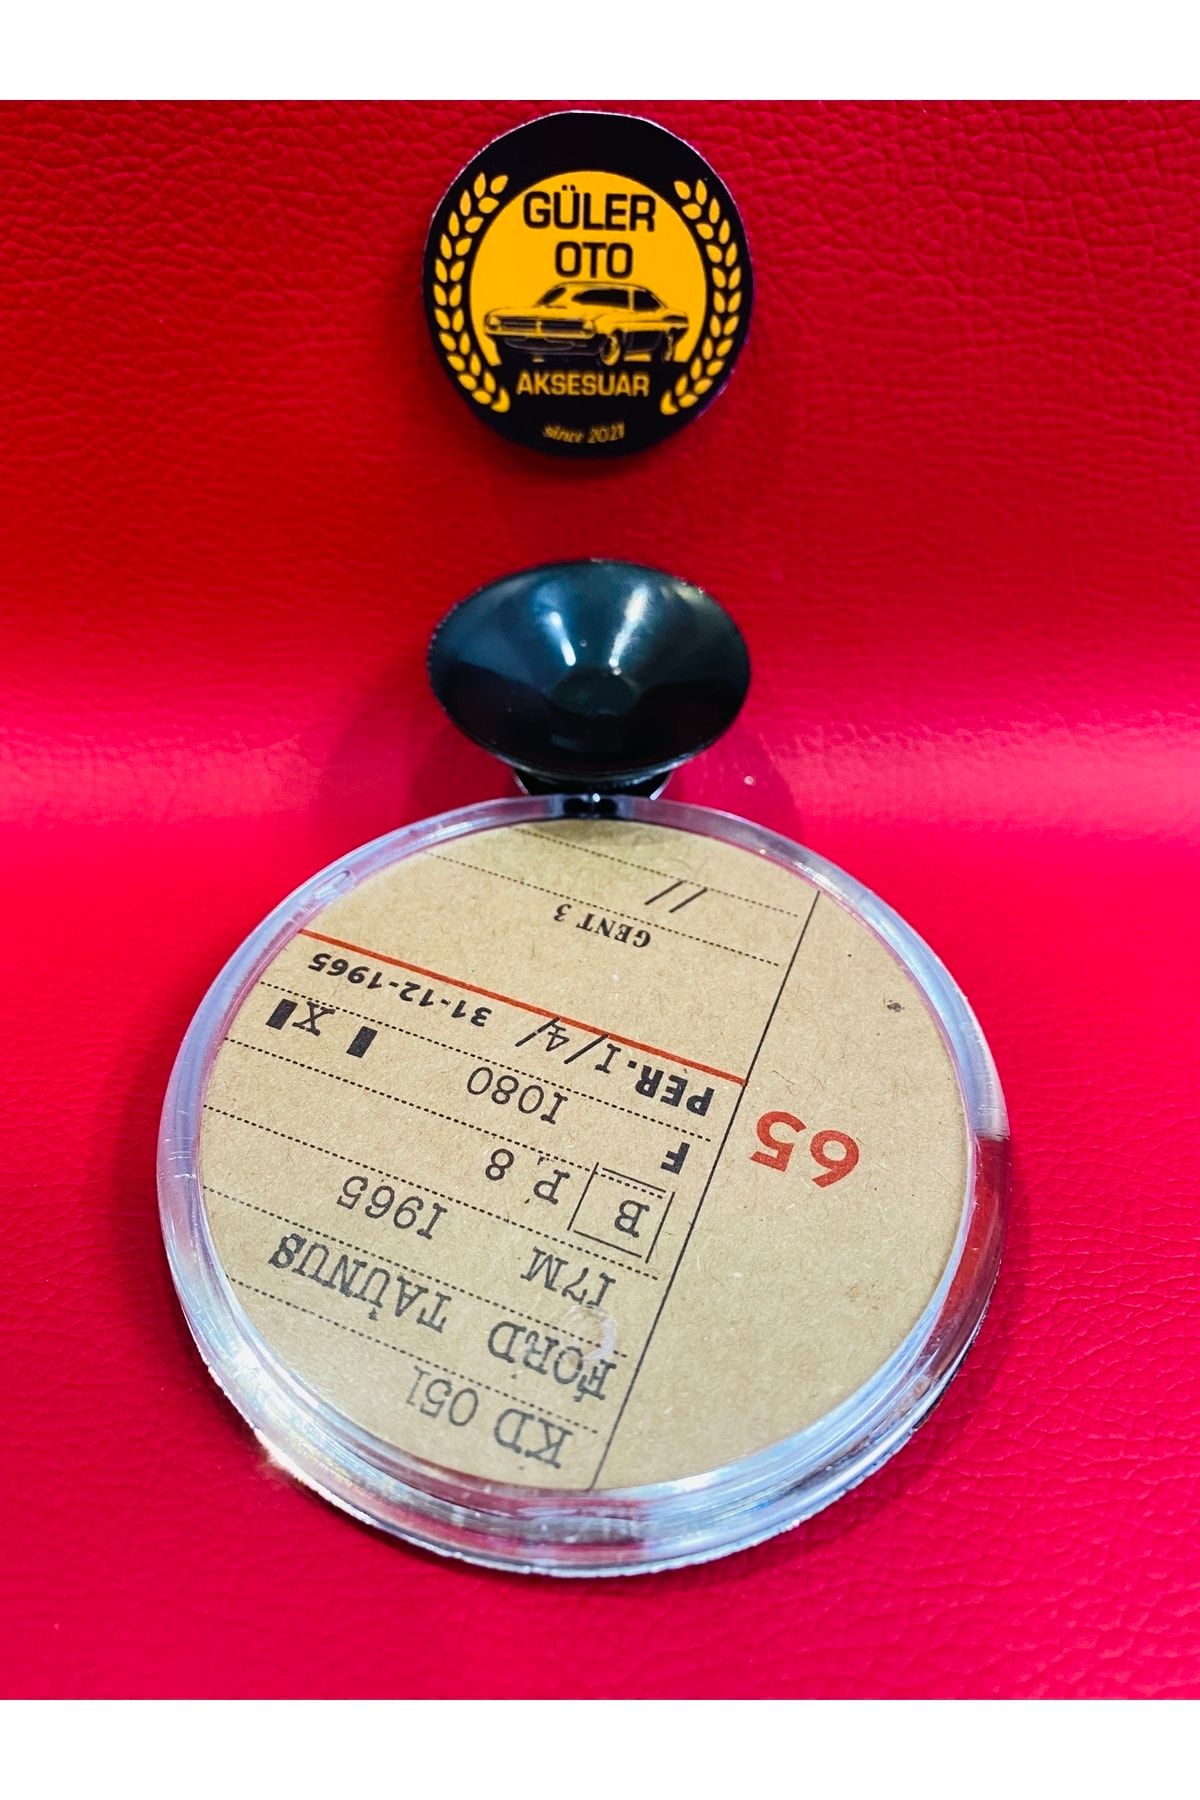 GÜLER
OTO
AKSESUAR
since 2021
KD 051
FORD TAUNUS
17M 1965
B P.8
F 1080 X
PER. 1/4/ 31-12-1965
GENT 3
//
65